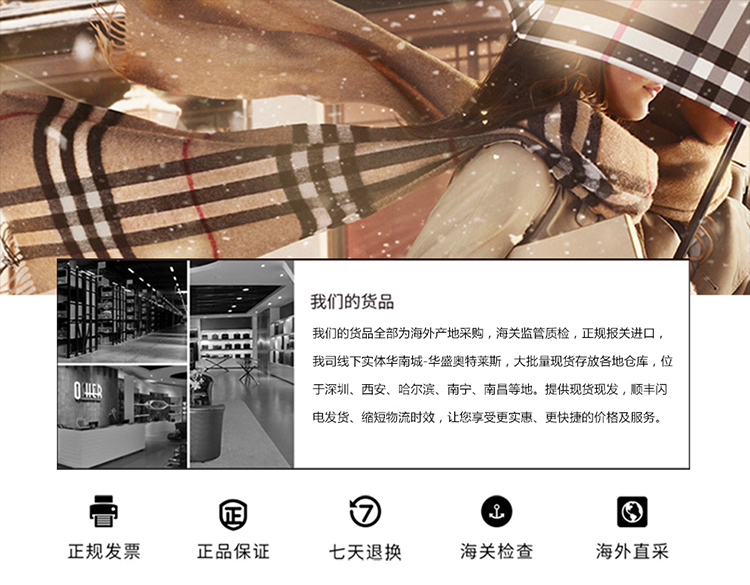 我们的货品
我们的货品全部为海外产地采购，海关监管质检，正规报关进口，
我司线下实体华南城-华盛奥特莱斯，大批量现货存放各地仓库，位
于深圳、西安、哈尔滨、南宁、南昌等地。提供现货现发，顺丰闪
电发货、缩短物流时效，让您享受更实惠、更快捷的价格及服务。
正规发票
正品保证
七天退换
海关检查
海外直采